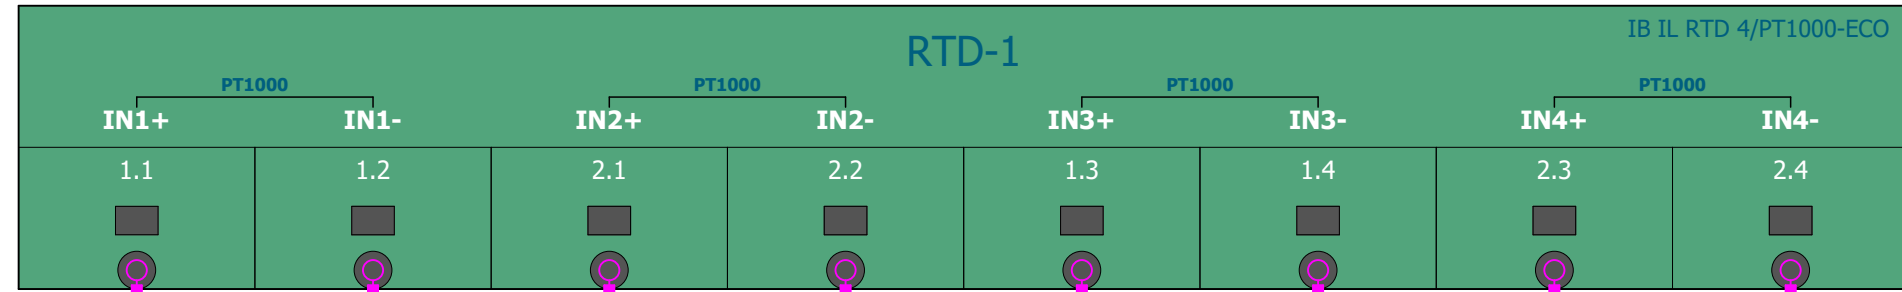 IB IL RTD 4/PT1000-ECO
RTD-1
PT1000 PT1000 PT1000 PT1000
IN1+ IN1- IN2+ IN2- IN3+ IN3- IN4+ IN4-
1.1 1.2 2.1 2.2 1.3 1.4 2.3 2.4